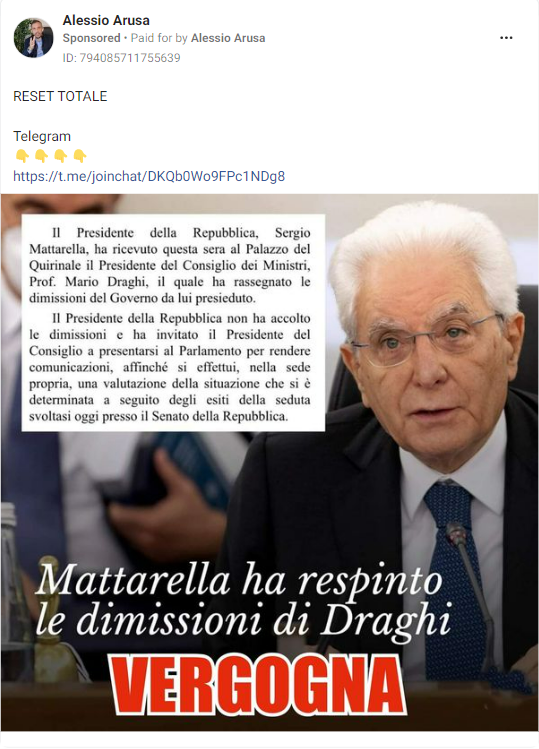 Alessio Arusa
Sponsored • Paid for by Alessio Arusa
ID: 794085711755639
RESET TOTALE
Telegram
👇👇👇👇
https://t.me/joinchat/DKQb0Wo9FPc1NDg8
Il Presidente della Repubblica, Sergio
Mattarella, ha ricevuto questa sera al Palazzo del
Quirinale il Presidente del Consiglio dei Ministri,
Prof. Mario Draghi, il quale ha rassegnato le
dimissioni del Governo da lui presieduto.
Il Presidente della Repubblica non ha accolto
le dimissioni e ha invitato il Presidente del
Consiglio a presentarsi al Parlamento per rendere
comunicazioni, affinché si effettui, nella sede
propria, una valutazione della situazione che si è
determinata a seguito degli esiti della seduta
svoltasi oggi presso il Senato della Repubblica.
Mattarella ha respinto
le dimissioni di Draghi
VERGOGNA